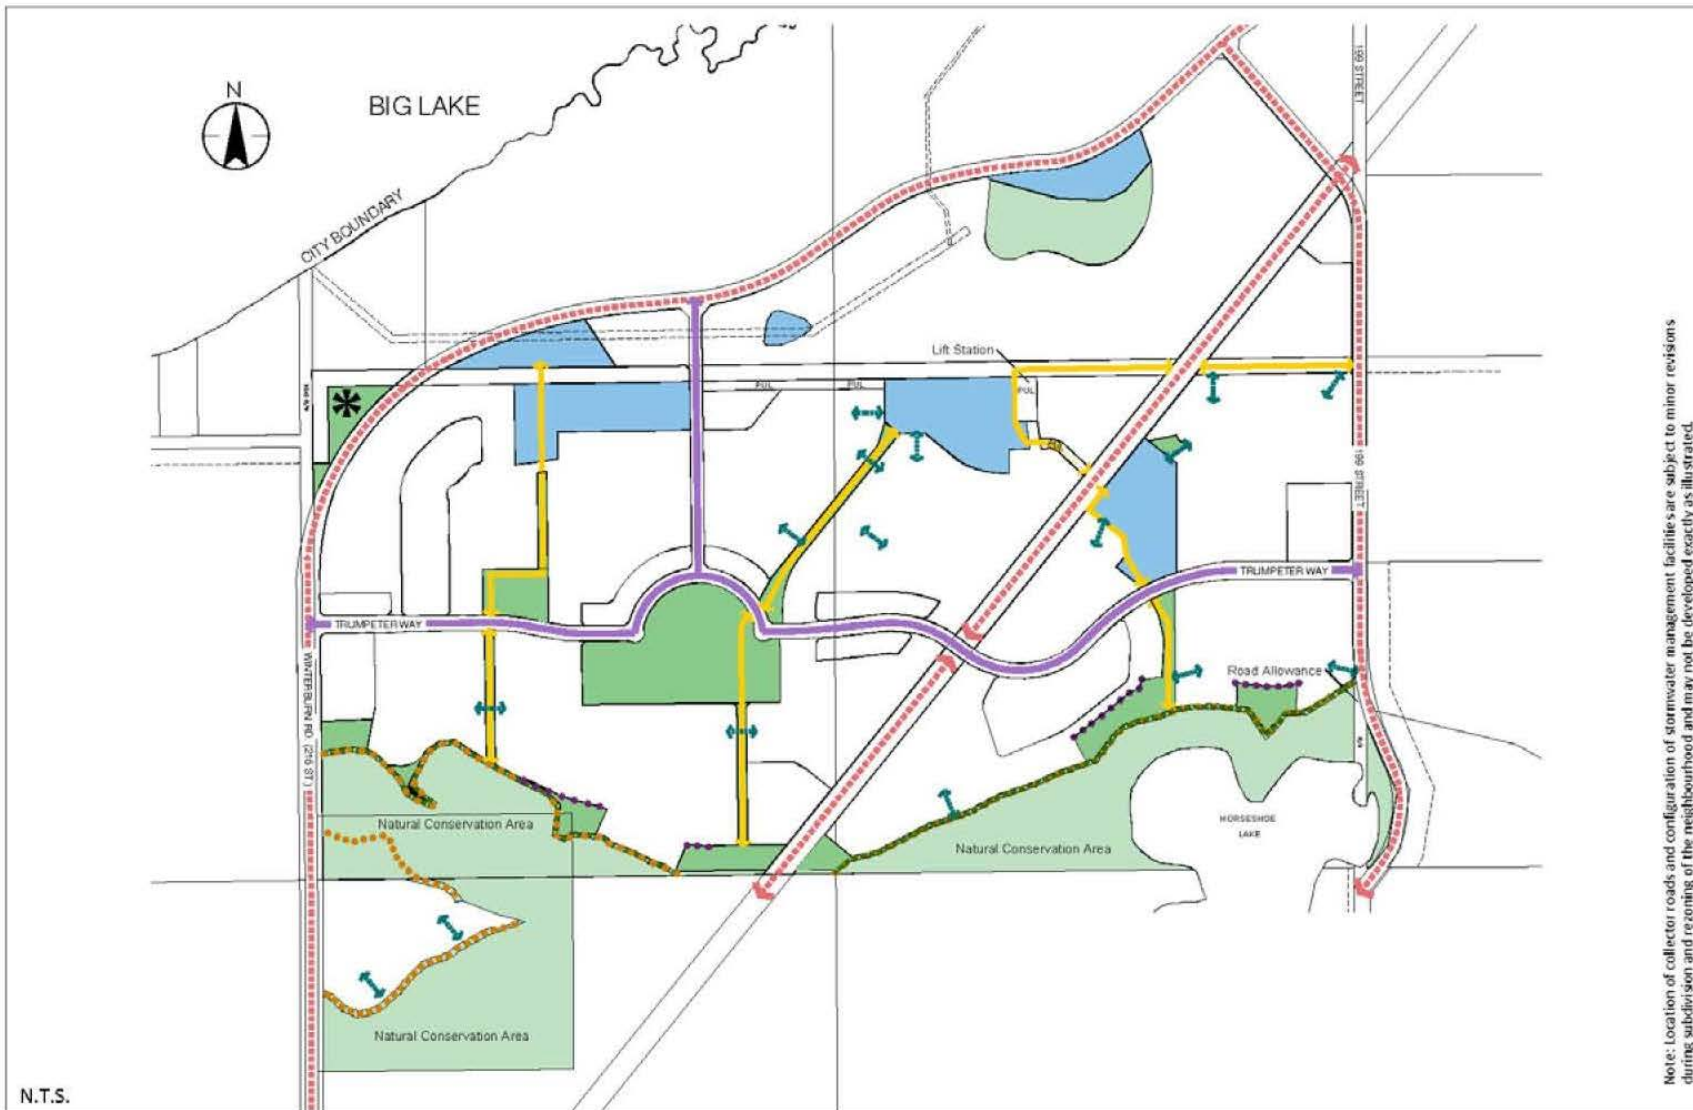 N
BIG LAKE
CITY BOUNDARY
199 STREET
Lift Station
PUL
PUL
PUL
199 STREET
TRUMPETER WAY
TRUMPETER WAY
Road Allowance
WINTERBURN RD. (215 ST.)
Natural Conservation Area
HORSESHOE
LAKE
Natural Conservation Area
Natural Conservation Area
N.T.S.
Note: Location of collector roads and configuration of stormwater management facilities are subject to minor revisions
during subdivision and rezoning of the neighbourhood and may not be developed exactly as illustrated.